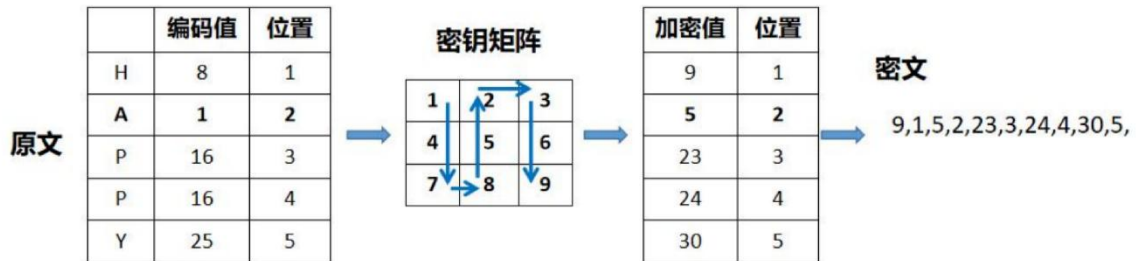 原文
编码值 位置
H 8 1
A 1 2
P 16 3
P 16 4
Y 25 5
密钥矩阵
1 2 3
4 5 6
7 8 9
加密值 位置
9 1
5 2
23 3
24 4
30 5
密文
9,1,5,2,23,3,24,4,30,5,